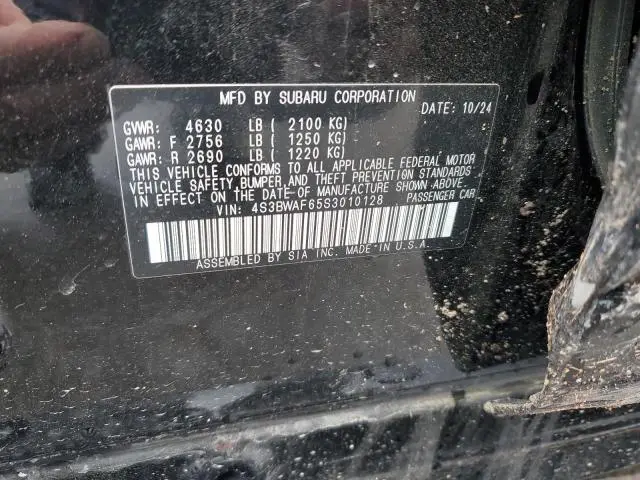 MFD BY SUBARU CORPORATION
DATE: 10/24
GVWR: 4630 LB ( 2100 KG)
GAWR: F 2756 LB ( 1250 KG)
GAWR: R 2690 LB ( 1220 KG)
THIS VEHICLE CONFORMS TO ALL APPLICABLE FEDERAL MOTOR
VEHICLE SAFETY, BUMPER, AND THEFT PREVENTION STANDARDS
IN EFFECT ON THE DATE OF MANUFACTURE SHOWN ABOVE.
VIN: 4S3BWAF65S3010128 PASSENGER CAR
ASSEMBLED BY SIA INC. MADE IN U.S.A.